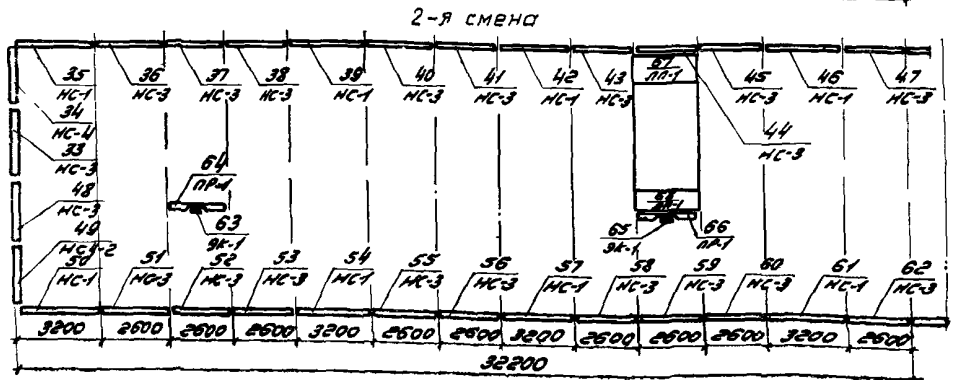 2-я смена
35 36 37 38 39 40 41 42 43 67 45 46 47
НС-1 НС-3 НС-3 НС-3 НС-1 НС-3 НС-3 НС-1 НС-3 ЛП-1 НС-3 НС-1 НС-3
34
НС-4
33
НС-3
44
НС-3
64
ПР-1
48
НС-3
63
ЭК-1
65
ЭК-1
66
ПР-1
49
50 51 52 53 54 55 56 57 58 59 60 61 62
НС-1 НС-3 НС-3 НС-3 НС-1 НС-3 НС-3 НС-1 НС-3 НС-3 НС-3 НС-1 НС-3
3200 2600 2600 2600 3200 2600 2600 3200 2600 2600 2600 3200 2600
32200